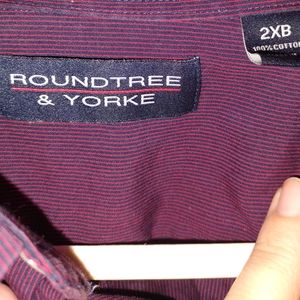 ROUNDTREE
& YORKE
2XB
100% COTTON